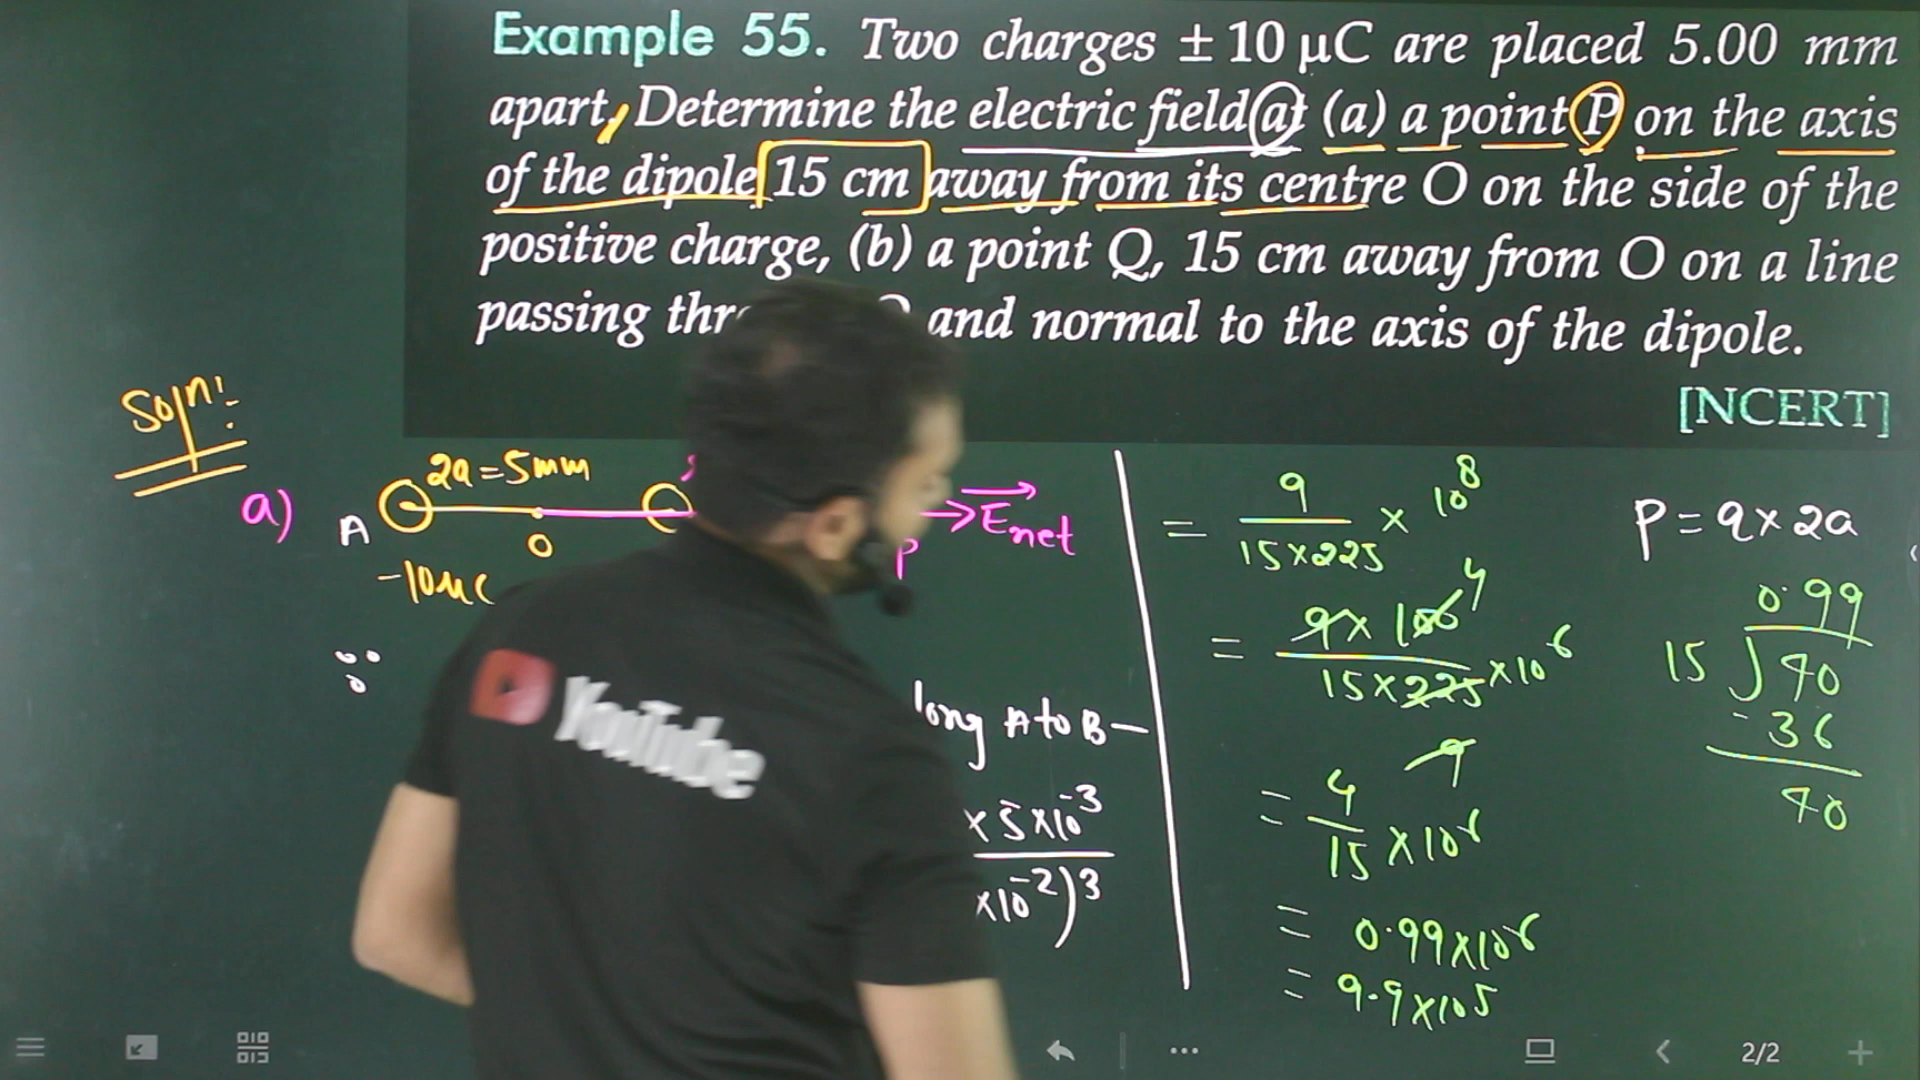 Example 55. Two charges ± 10 μC are placed 5.00 mm
apart. Determine the electric field at (a) a point P on the axis
of the dipole 15 cm away from its centre O on the side of the
positive charge, (b) a point Q, 15 cm away from O on a line
passing thr and normal to the axis of the dipole.
[NCERT]
Soln:
a)
2a=5mm
A
O
-10μC
P
Enet
long A to B —
× 5×10⁻³
×10⁻²)³
= 9/15×225 × 10⁸
= 9×100/15×225 ×10⁶
4
9
= 4/15 ×10⁶
= 0.99×10⁶
= 9.9×10⁵
P = q×2a
0.99
15 ) 40
- 36
40
YouTube
2/2